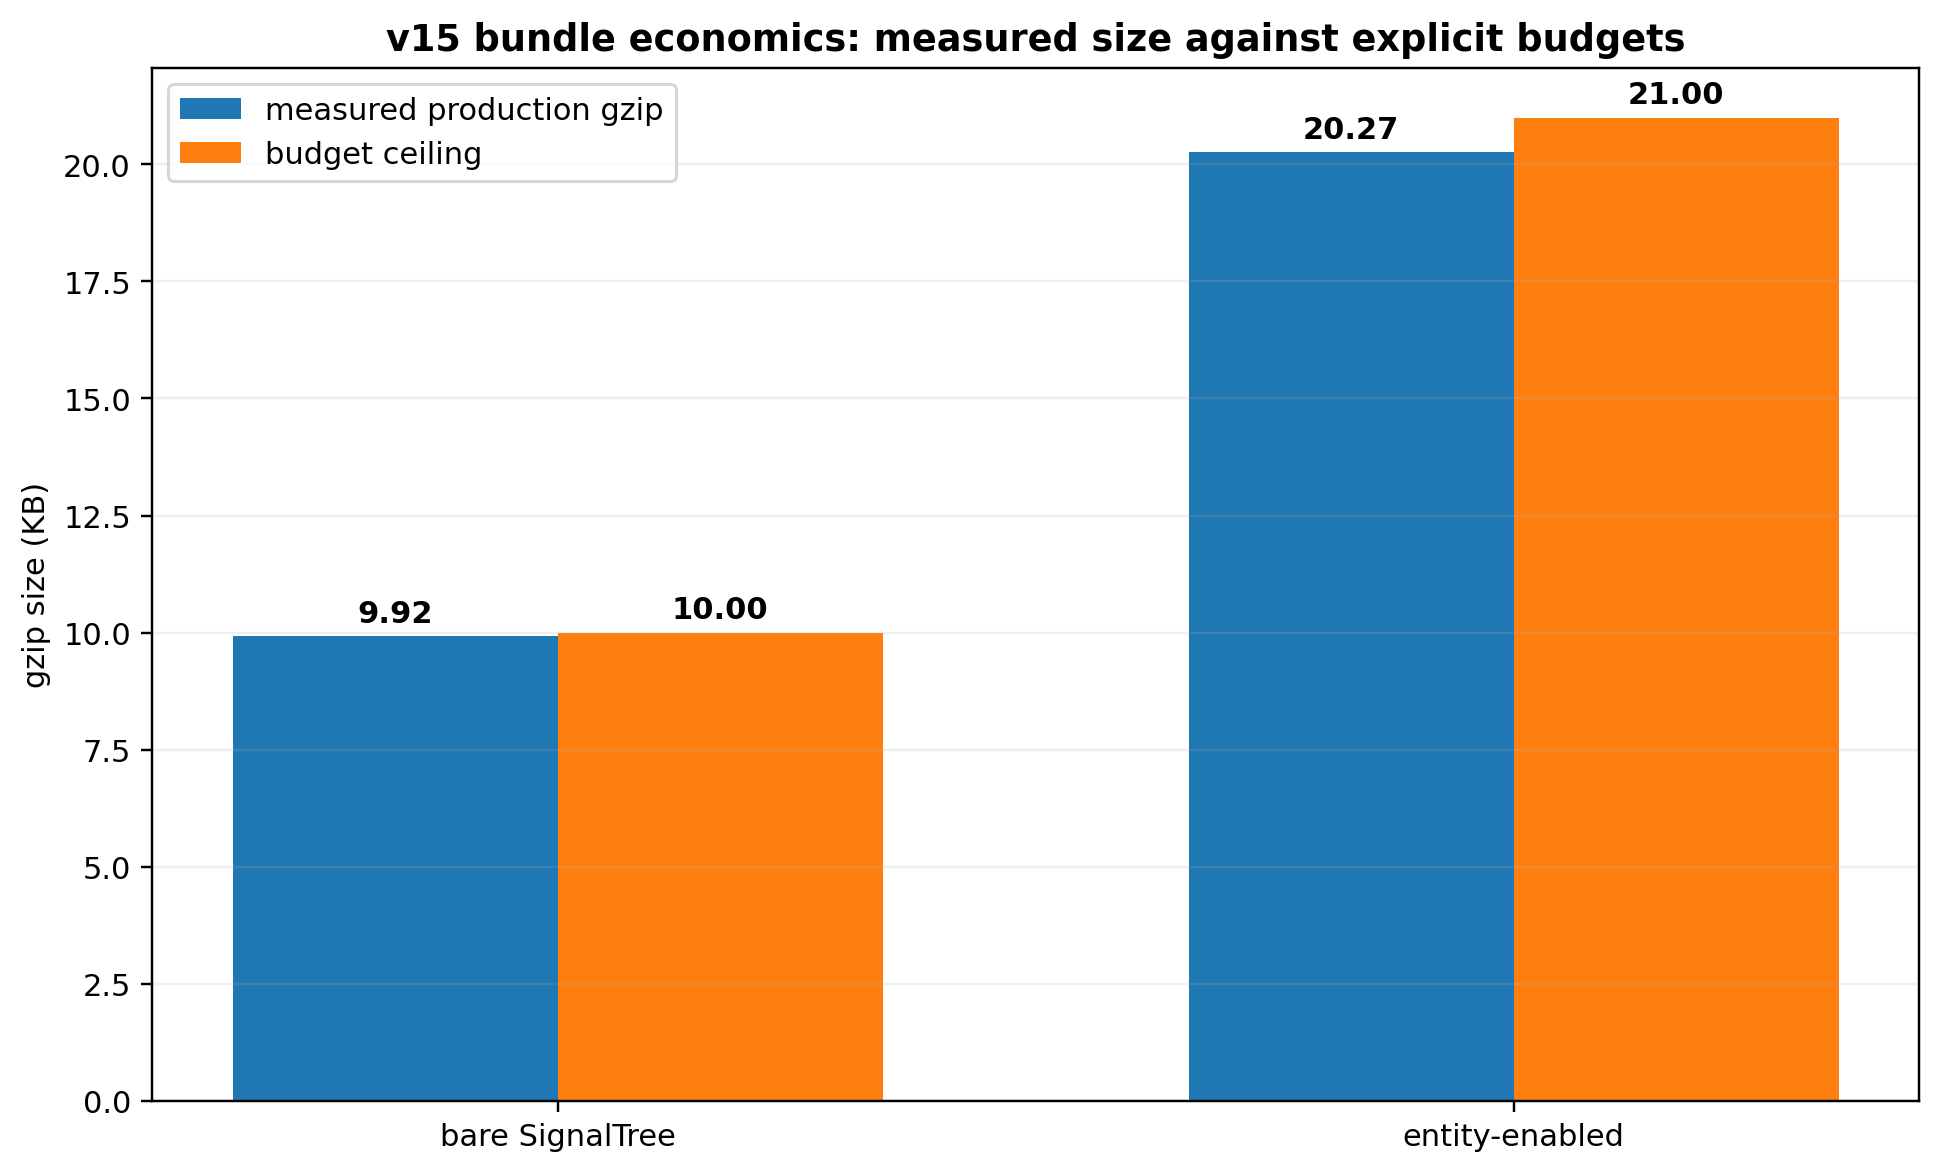 v15 bundle economics: measured size against explicit budgets
measured production gzip
budget ceiling
gzip size (KB)
20.0
17.5
15.0
12.5
10.0
7.5
5.0
2.5
0.0
9.92
10.00
20.27
21.00
bare SignalTree
entity-enabled